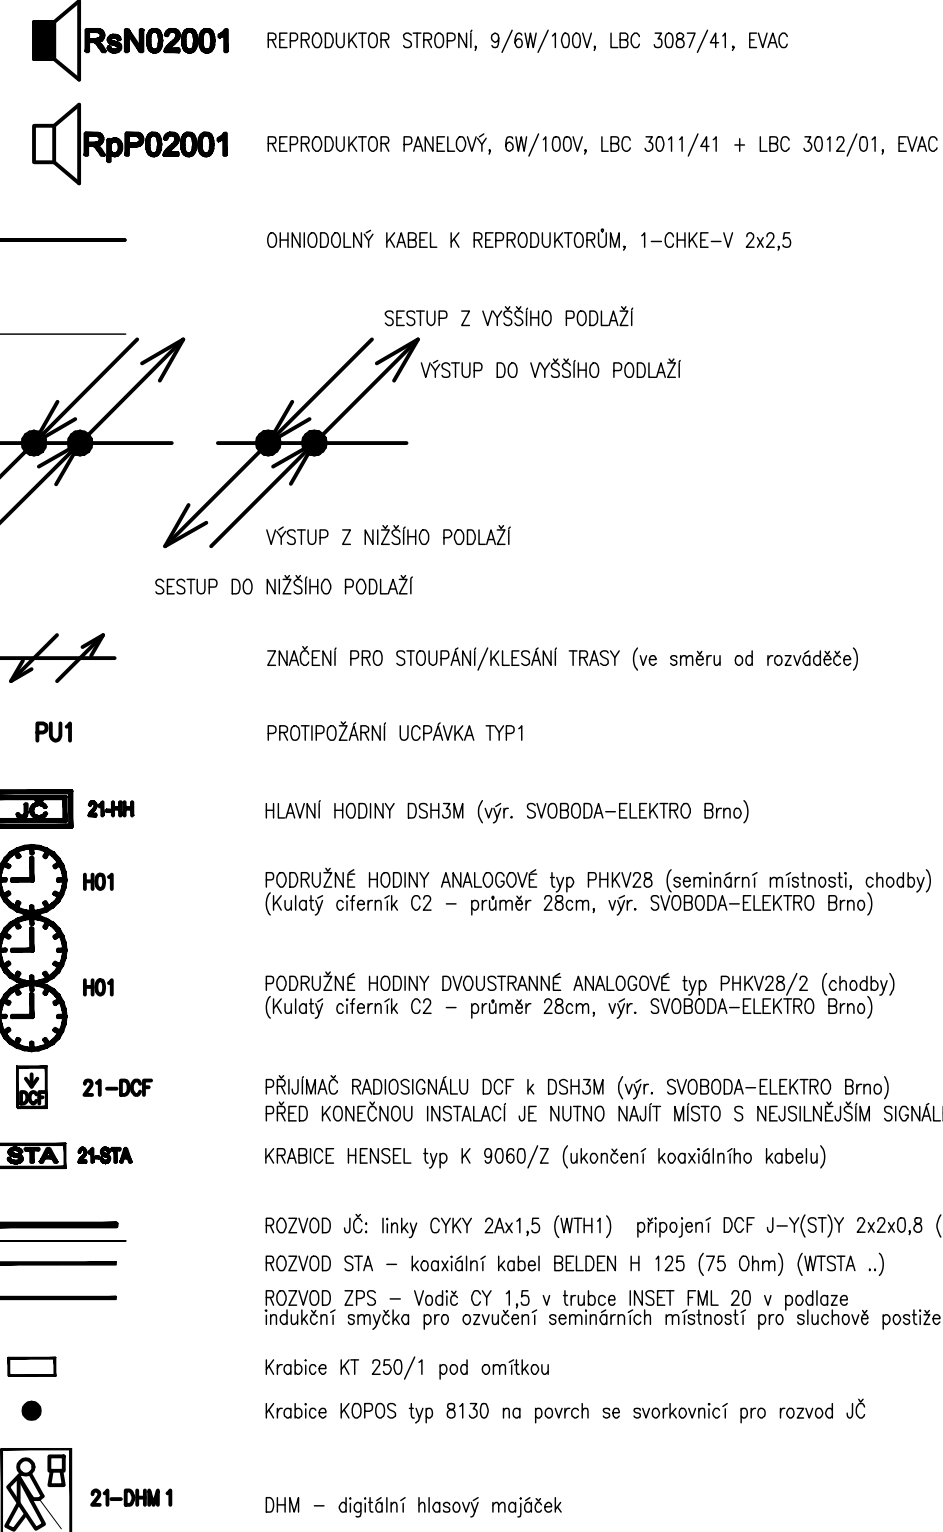 RsN02001 REPRODUKTOR STROPNÍ, 9/6W/100V, LBC 3087/41, EVAC
RpP02001 REPRODUKTOR PANELOVÝ, 6W/100V, LBC 3011/41 + LBC 3012/01, EVAC
OHNIODOLNÝ KABEL K REPRODUKTORŮM, 1-CHKE-V 2x2,5
SESTUP Z VYŠŠÍHO PODLAŽÍ
VÝSTUP DO VYŠŠÍHO PODLAŽÍ
VÝSTUP Z NIŽŠÍHO PODLAŽÍ
SESTUP DO NIŽŠÍHO PODLAŽÍ
ZNAČENÍ PRO STOUPÁNÍ/KLESÁNÍ TRASY (ve směru od rozváděče)
PU1 PROTIPOŽÁRNÍ UCPÁVKA TYP1
JČ 21-HH HLAVNÍ HODINY DSH3M (výr. SVOBODA-ELEKTRO Brno)
H01 PODRUŽNÉ HODINY ANALOGOVÉ typ PHKV28 (seminární místnosti, chodby)
(Kulatý ciferník C2 - průměr 28cm, výr. SVOBODA-ELEKTRO Brno)
H01 PODRUŽNÉ HODINY DVOUSTRANNÉ ANALOGOVÉ typ PHKV28/2 (chodby)
(Kulatý ciferník C2 - průměr 28cm, výr. SVOBODA-ELEKTRO Brno)
DCF 21-DCF PŘIJÍMAČ RADIOSIGNÁLU DCF k DSH3M (výr. SVOBODA-ELEKTRO Brno)
PŘED KONEČNOU INSTALACÍ JE NUTNO NAJÍT MÍSTO S NEJSILNĚJŠÍM
STA 21-STA KRABICE HENSEL typ K 9060/Z (ukončení koaxiálního kabelu)
ROZVOD JČ: linky CYKY 2Ax1,5 (WTH1) připojení DCF J-Y(ST)Y 2x2x0,8 (
ROZVOD STA - koaxiální kabel BELDEN H 125 (75 Ohm) (WTSTA ..)
ROZVOD ZPS - Vodič CY 1,5 v trubce INSET FML 20 v podlaze
indukční smyčka pro ozvučení seminárních místností pro sluchově
Krabice KT 250/1 pod omítkou
Krabice KOPOS typ 8130 na povrch se svorkovnicí pro rozvod JČ
21-DHM 1 DHM - digitální hlasový majáček